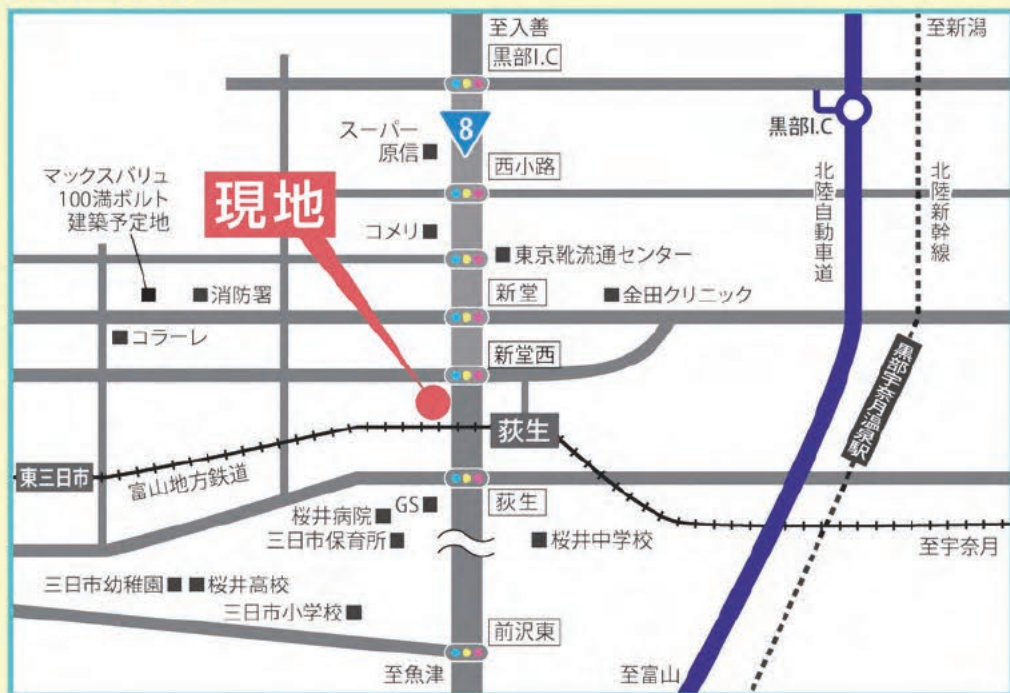 至入善
至新潟
黒部I.C
8
黒部I.C
スーパー
原信
西小路
マックスバリュ
100満ボルト
建築予定地
現地
コメリ
東京靴流通センター
北陸自動車道
北陸新幹線
消防署
新堂
金田クリニック
コラーレ
新堂西
黒部宇奈月温泉駅
荻生
東三日市
富山地方鉄道
荻生
GS
桜井病院
三日市保育所
桜井中学校
至宇奈月
三日市幼稚園
桜井高校
三日市小学校
前沢東
至魚津
至富山